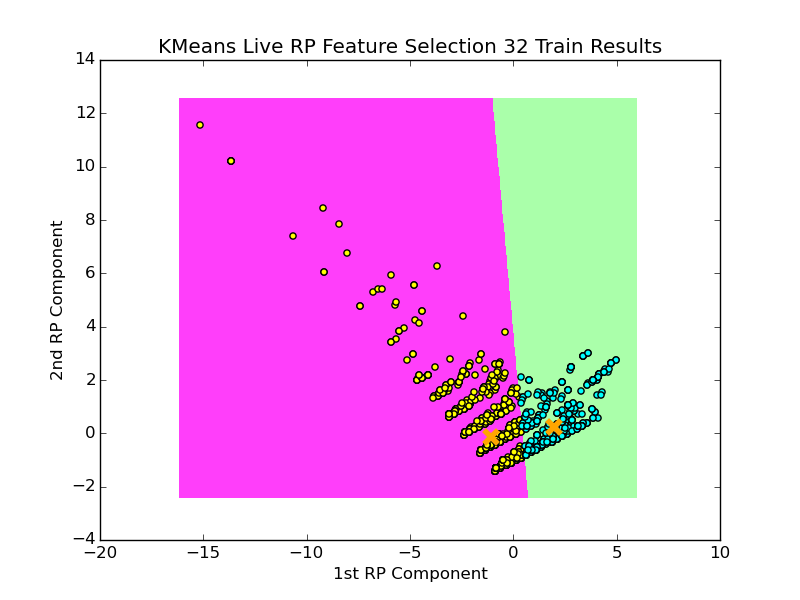 KMeans Live RP Feature Selection 32 Train Results
14
12
10
8
6
4
2
0
−2
−4
2nd RP Component
−20 −15 −10 −5 0 5 10
1st RP Component